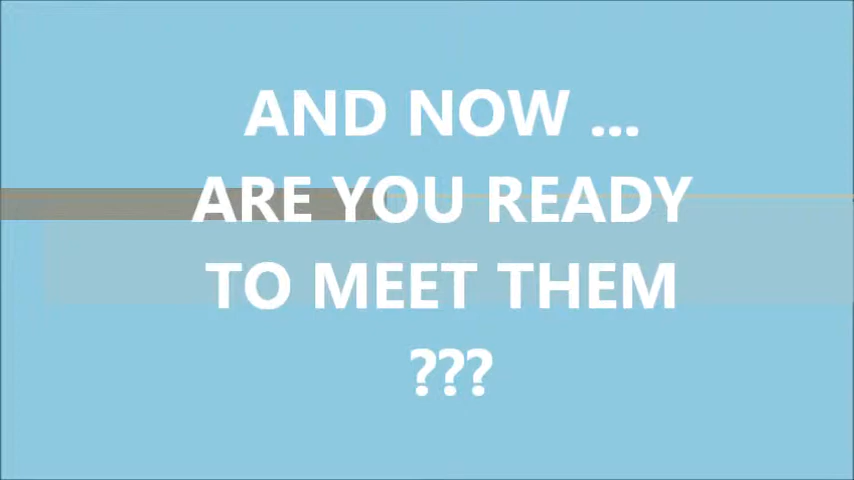 AND NOW ...
ARE YOU READY
TO MEET THEM
???